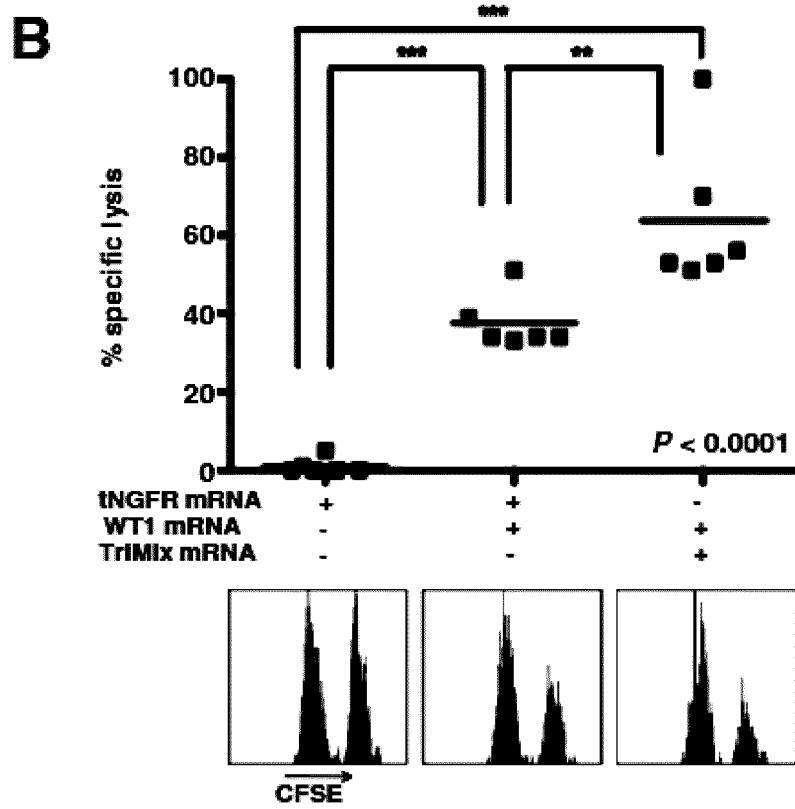 B
***
*** **
100
80
60
40
20
0
% specific lysis
P < 0.0001
tNGFR mRNA + + -
WT1 mRNA - + +
TriMix mRNA - - +
CFSE